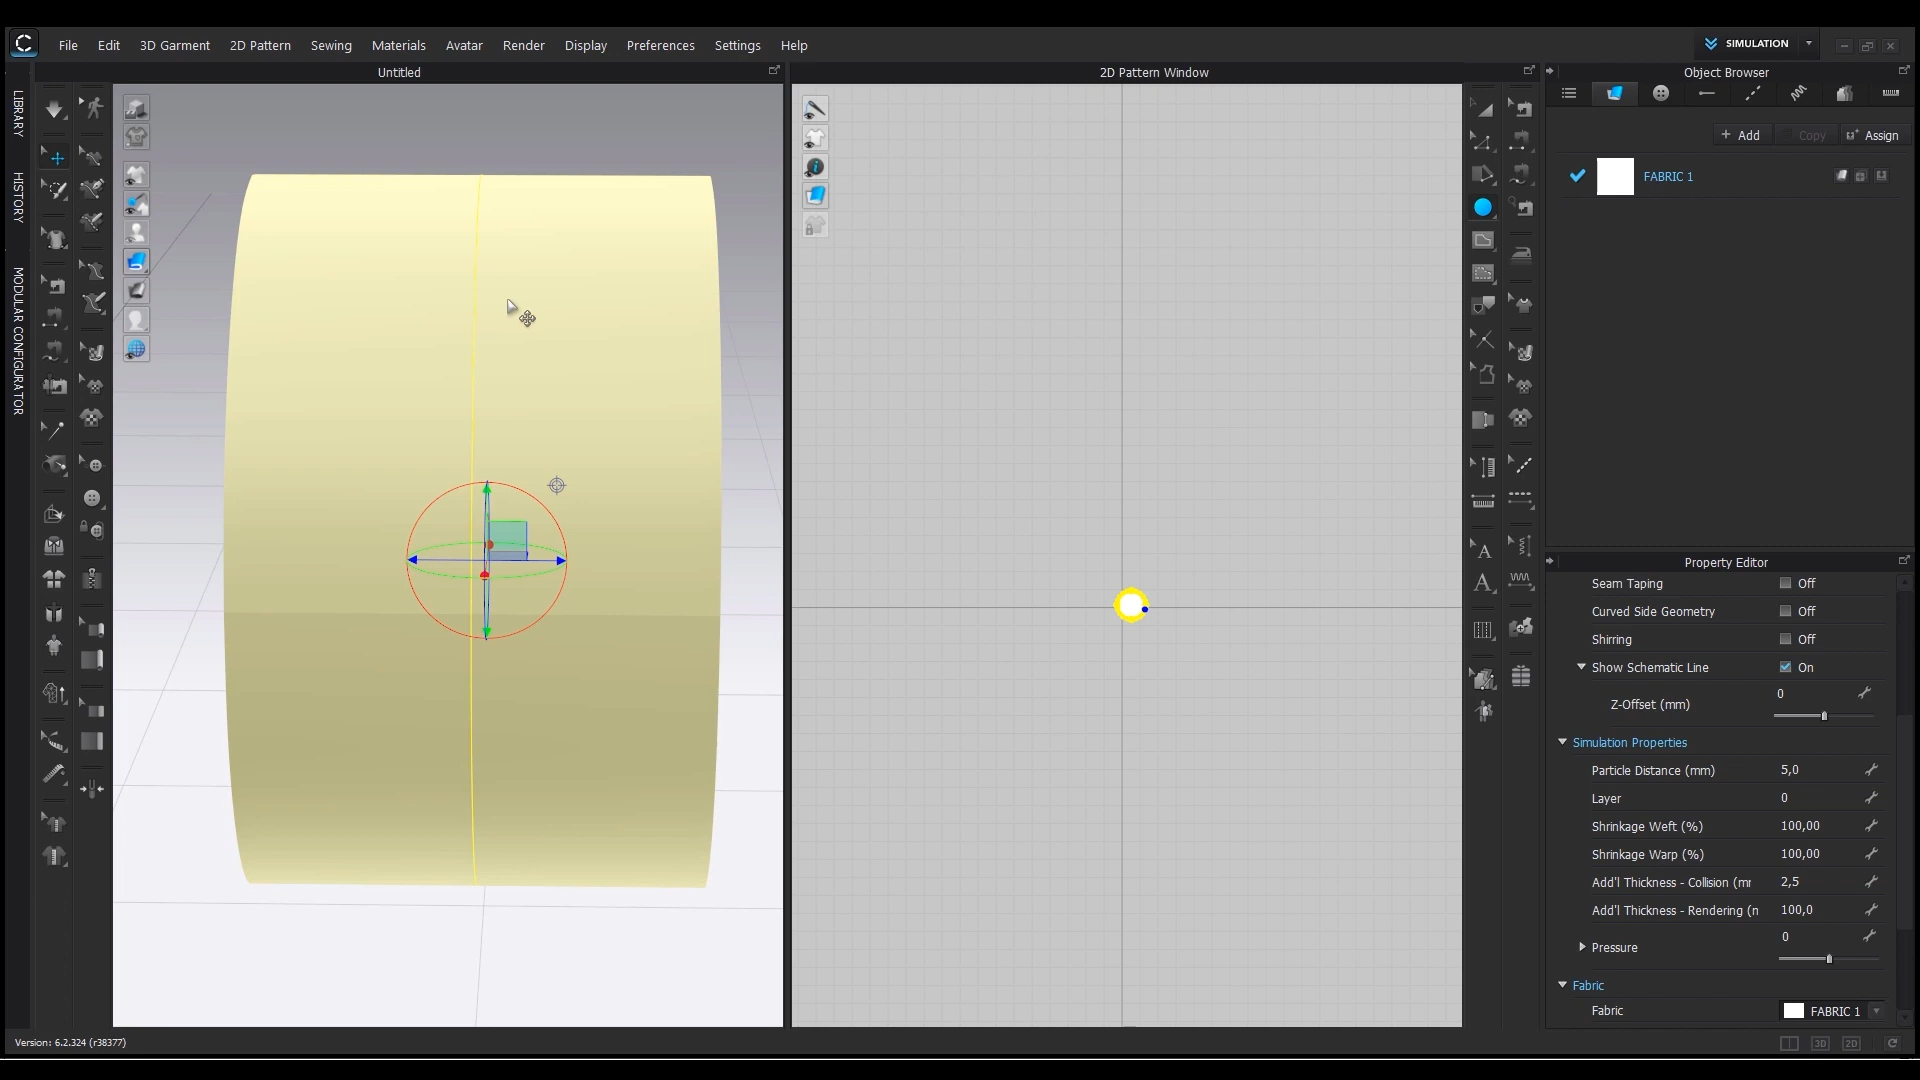 File Edit 3D Garment 2D Pattern Sewing Materials Avatar Render Display Preferences Settings Help
SIMULATION
Untitled
2D Pattern Window
Object Browser
LIBRARY
HISTORY
MODULAR CONFIGURATOR
+ Add Copy Assign
FABRIC 1
Property Editor
Seam Taping Off
Curved Side Geometry Off
Shirring Off
Show Schematic Line On
Z-Offset (mm) 0
Simulation Properties
Particle Distance (mm) 5,0
Layer 0
Shrinkage Weft (%) 100,00
Shrinkage Warp (%) 100,00
Add'l Thickness - Collision (mr 2,5
Add'l Thickness - Rendering (n 100,0
Pressure 0
Fabric
Fabric FABRIC 1
Version: 6.2.324 (r38377)
3D 2D